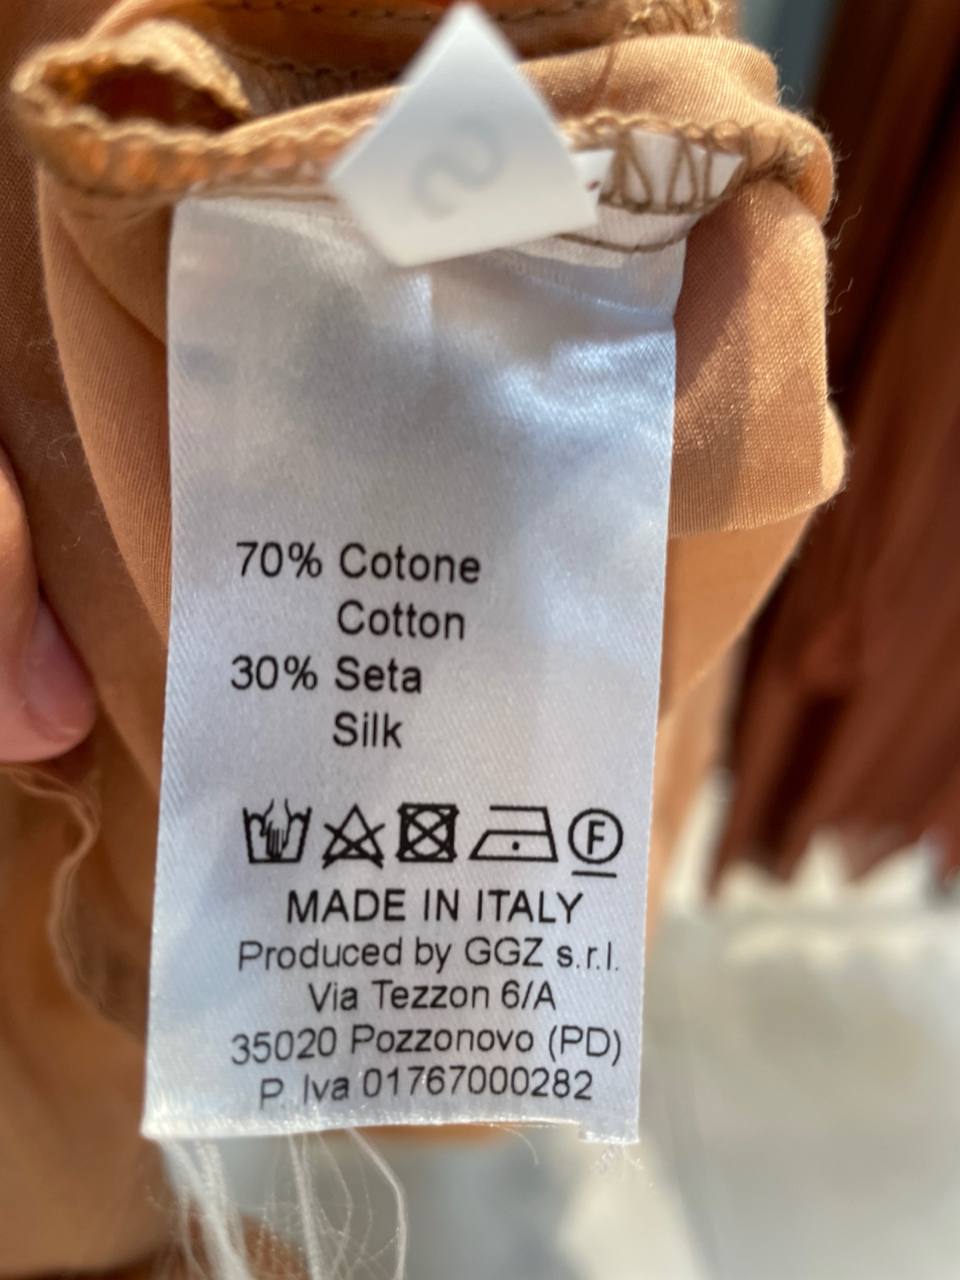 S
70% Cotone
Cotton
30% Seta
Silk
F
MADE IN ITALY
Produced by GGZ s.r.l.
Via Tezzon 6/A
35020 Pozzonovo (PD)
P. Iva 01767000282